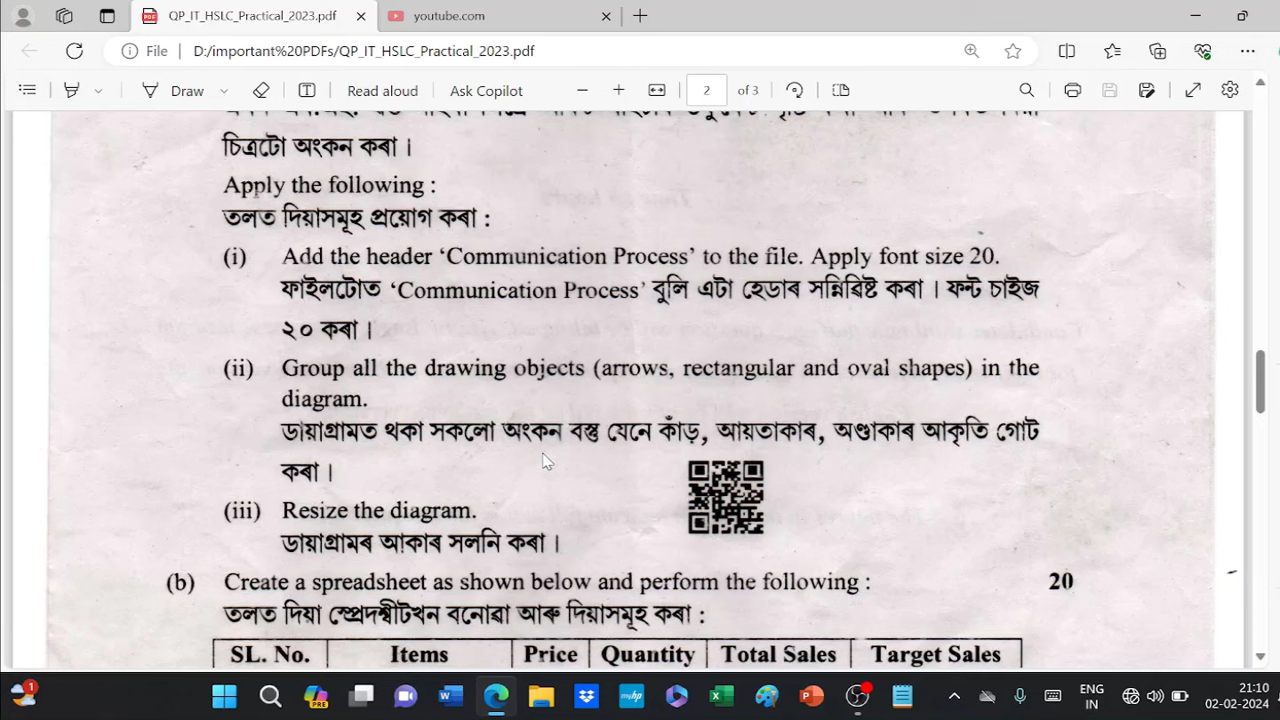 QP_IT_HSLC_Practical_2023.pdf
youtube.com
File
D:/important%20PDFs/QP_IT_HSLC_Practical_2023.pdf
Draw
Read aloud
Ask Copilot
2
of 3
চিত্ৰটো অংকন কৰা ।
Apply the following :
তলত দিয়াসমূহ প্ৰয়োগ কৰা :
(i) Add the header ‘Communication Process’ to the file. Apply font size 20.
ফাইলটোত ‘Communication Process’ বুলি এটা হেডাৰ সন্নিৱিষ্ট কৰা । ফন্ট চাইজ
২০ কৰা ।
(ii) Group all the drawing objects (arrows, rectangular and oval shapes) in the
diagram.
ডায়াগ্ৰামত থকা সকলো অংকন বস্তু যেনে কাঁড়, আয়তাকাৰ, অণ্ডাকাৰ আকৃতি গোট
কৰা ।
(iii) Resize the diagram.
ডায়াগ্ৰামৰ আকাৰ সলনি কৰা ।
(b) Create a spreadsheet as shown below and perform the following : 20
তলত দিয়া স্প্ৰেদশ্বীটখন বনোৱা আৰু দিয়াসমূহ কৰা :
SL. No. Items Price Quantity Total Sales Target Sales
1
PRE
ENG
IN
21:10
02-02-2024